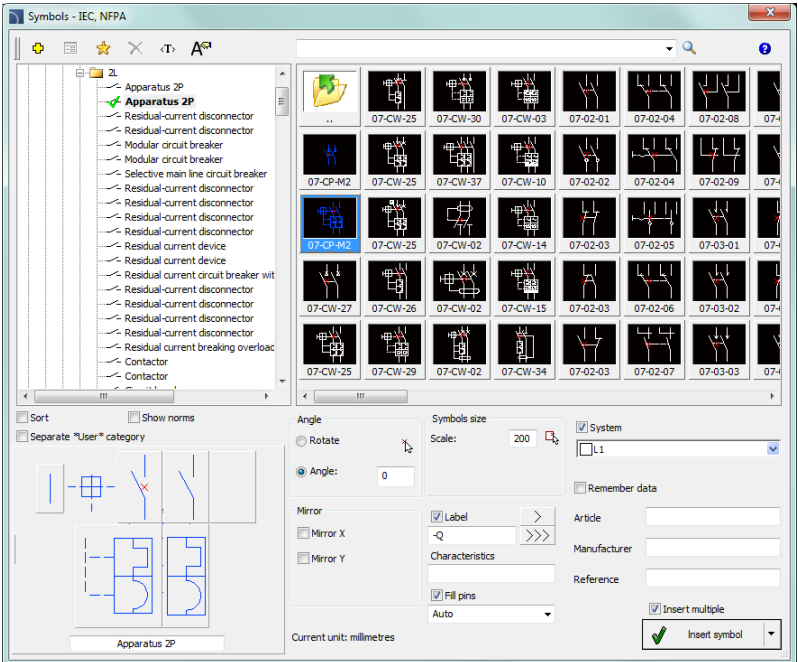 Symbols - IEC, NFPA
<T>
A
?
2L
Apparatus 2P
Apparatus 2P
Residual-current disconnector
Residual-current disconnector
Modular circuit breaker
Modular circuit breaker
Selective main line circuit breaker
Residual-current disconnector
Residual-current disconnector
Residual-current disconnector
Residual-current disconnector
Residual current device
Residual current device
Residual current circuit breaker wit
Residual-current disconnector
Residual-current disconnector
Residual-current disconnector
Residual-current disconnector
Residual current breaking overloac
Contactor
Contactor
.. 07-CW-25 07-CW-30 07-CW-03 07-02-01 07-02-04 07-02-08
07-CP-M2 07-CW-25 07-CW-37 07-CW-10 07-02-02 07-02-04 07-02-09 07-
07-CP-M2 07-CW-25 07-CW-02 07-CW-14 07-02-03 07-02-05 07-03-01 07-
07-CW-27 07-CW-26 07-CW-02 07-CW-15 07-02-03 07-02-06 07-03-02 07-
07-CW-25 07-CW-29 07-CW-02 07-CW-34 07-02-03 07-02-07 07-03-03 07-
Sort Show norms
Separate *User* category
Apparatus 2P
Angle
Rotate
Angle: 0
Mirror
Mirror X
Mirror Y
Current unit: millimetres
Symbols size
Scale: 200
Label > 
-Q >>>
Characteristics
Fill pins
Auto
System
L1
Remember data
Article
Manufacturer
Reference
Insert multiple
Insert symbol